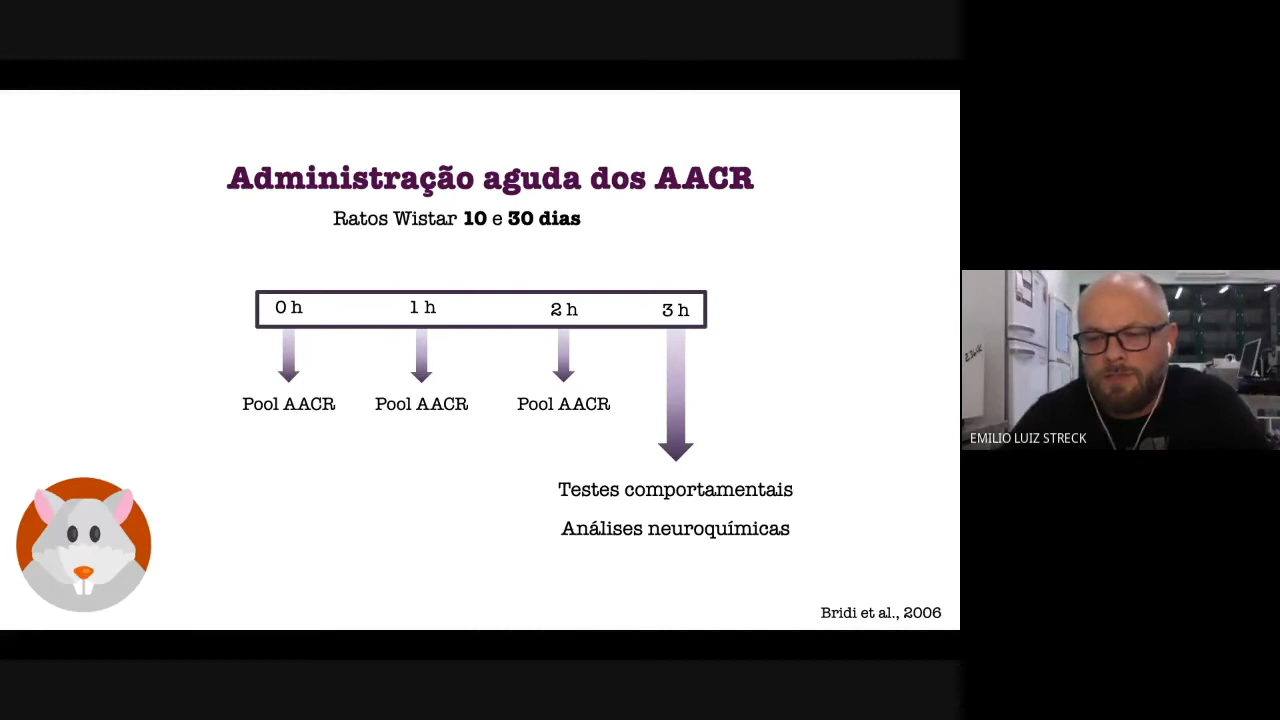 Administração aguda dos AACR
Ratos Wistar 10 e 30 dias
0 h 1 h 2 h 3 h
Pool AACR Pool AACR Pool AACR
Testes comportamentais
Análises neuroquímicas
Bridi et al., 2006
EMILIO LUIZ STRECK